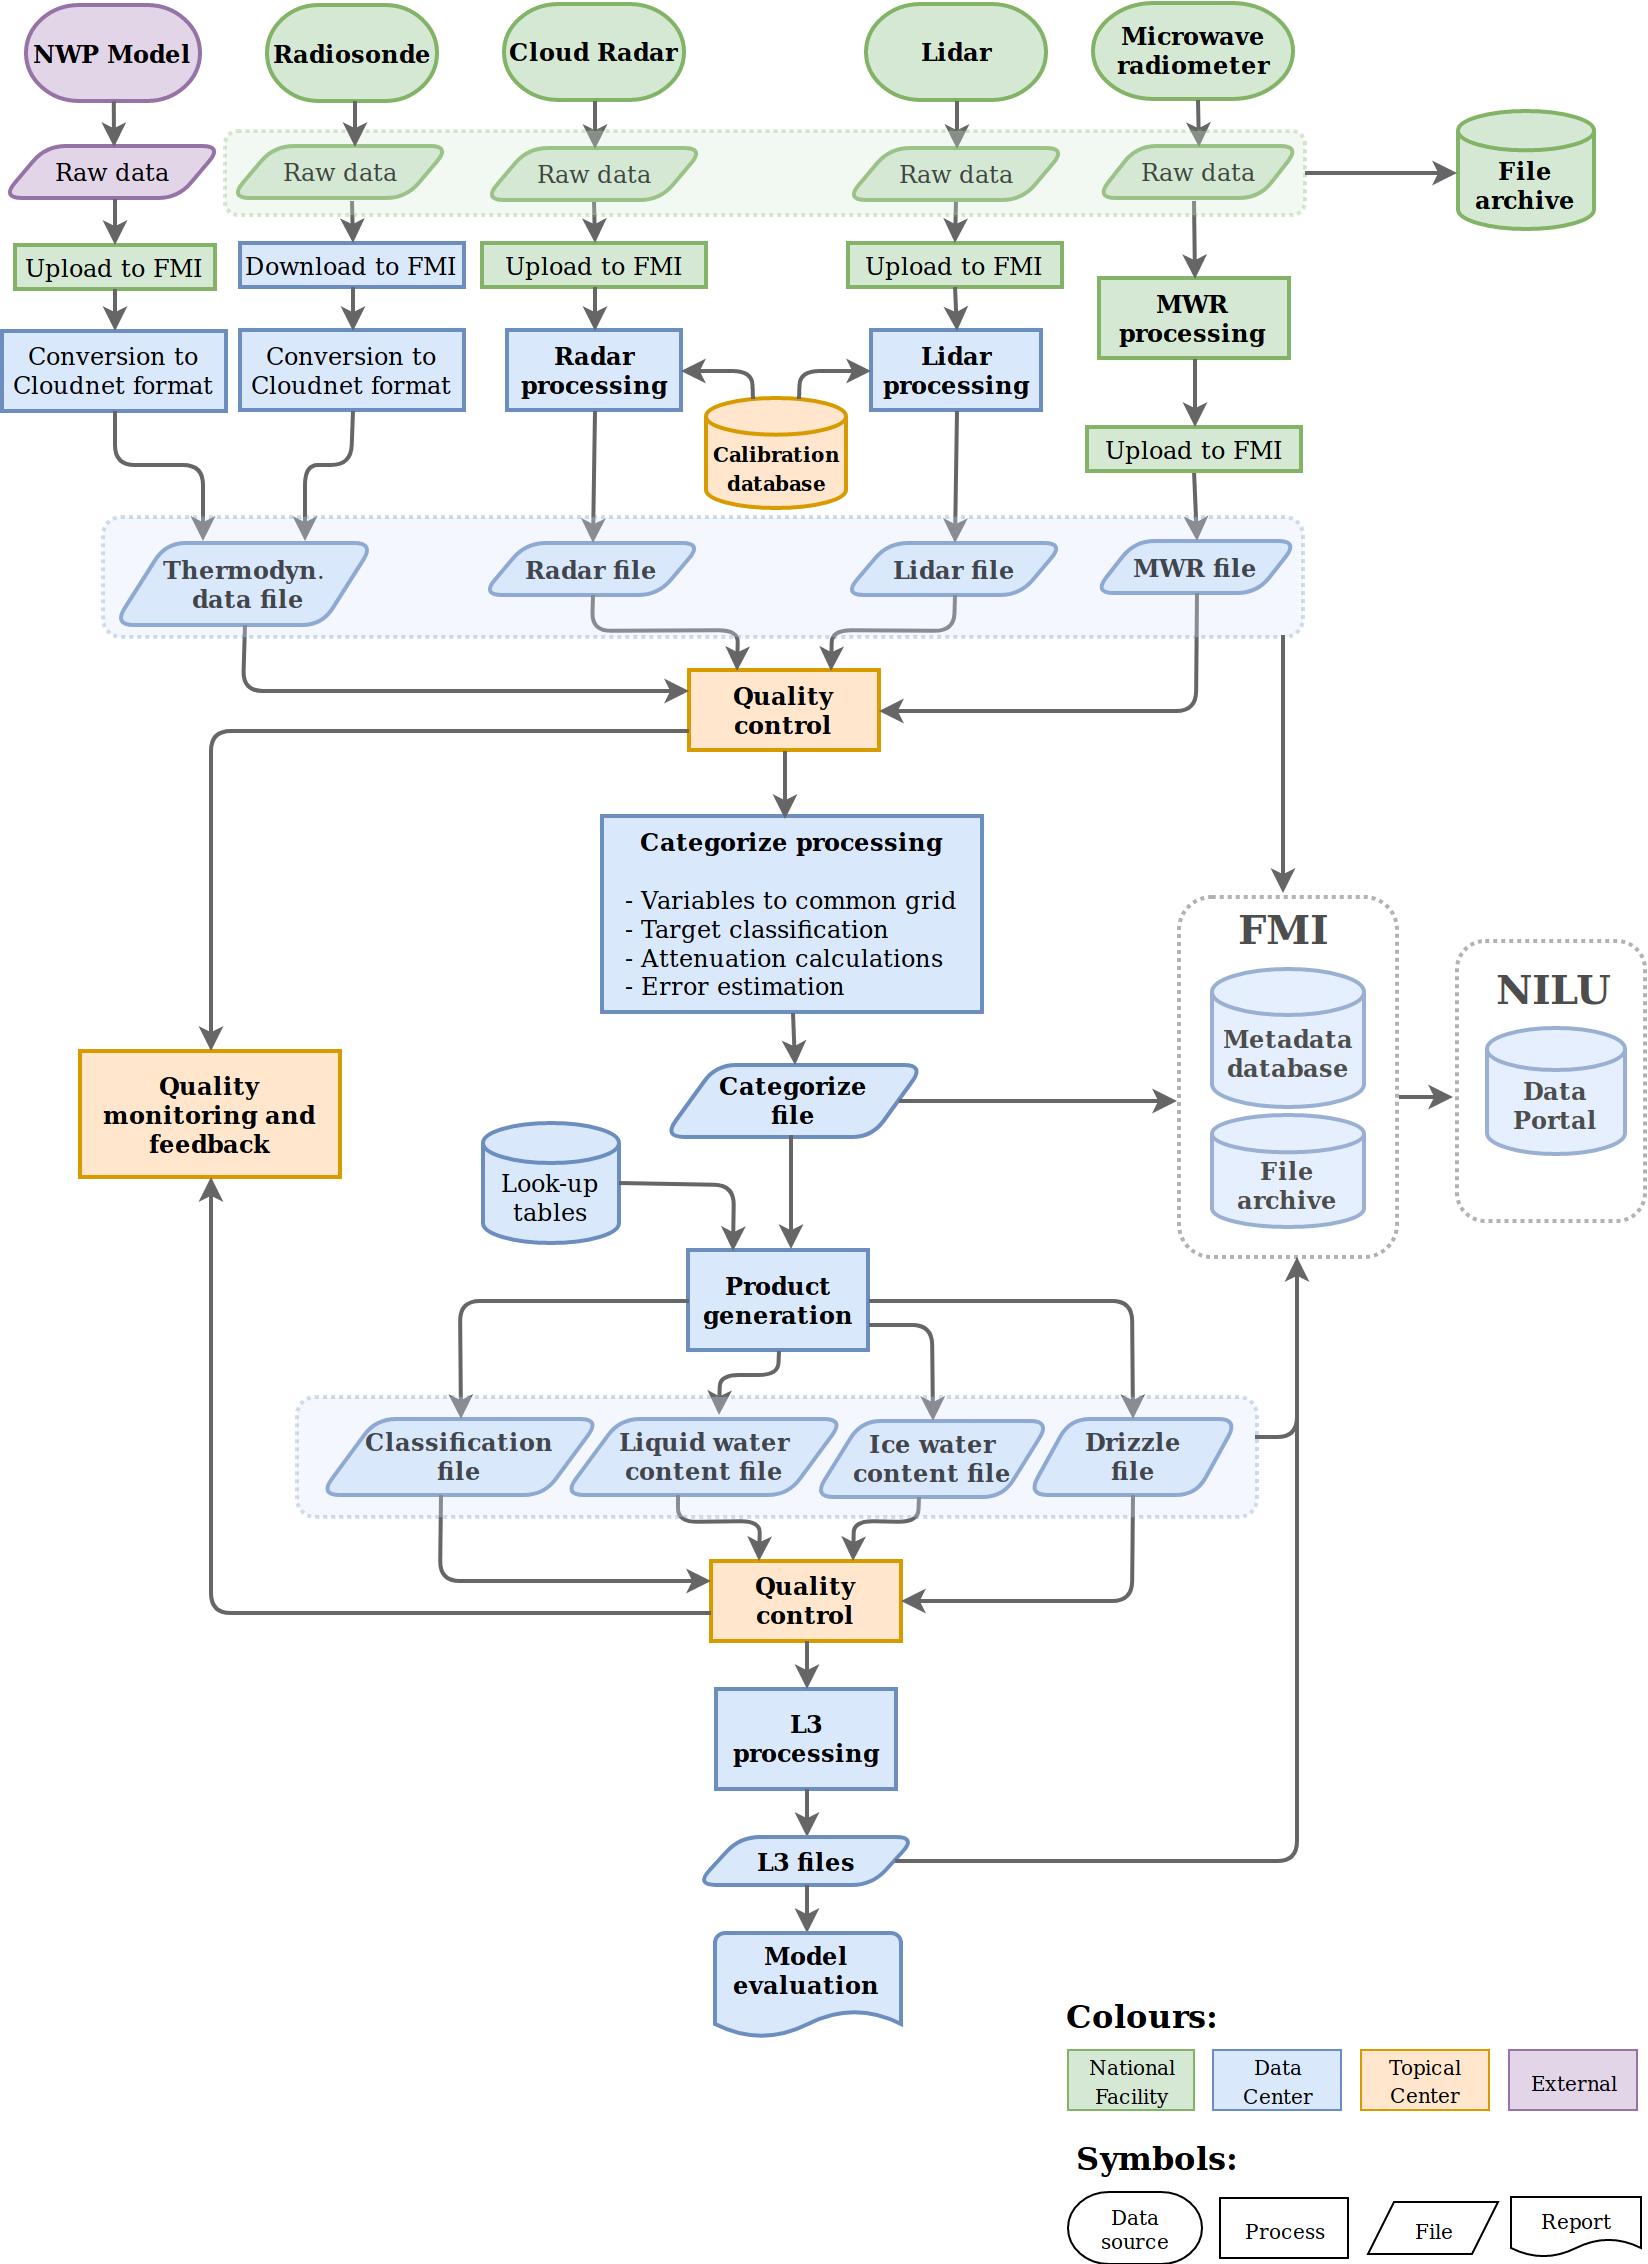 NWP Model
Radiosonde
Cloud Radar
Lidar
Microwave
radiometer
Raw data
Raw data
Raw data
Raw data
Raw data
File
archive
Upload to FMI
Download to FMI
Upload to FMI
Upload to FMI
MWR
processing
Conversion to
Cloudnet format
Conversion to
Cloudnet format
Radar
processing
Lidar
processing
Calibration
database
Upload to FMI
Thermodyn.
data file
Radar file
Lidar file
MWR file
Quality
control
Categorize processing
- Variables to common grid
- Target classification
- Attenuation calculations
- Error estimation
FMI
Metadata
database
File
archive
NILU
Data
Portal
Quality
monitoring and
feedback
Categorize
file
Look-up
tables
Product
generation
Classification
file
Liquid water
content file
Ice water
content file
Drizzle
file
Quality
control
L3
processing
L3 files
Model
evaluation
Colours:
National
Facility
Data
Center
Topical
Center
External
Symbols:
Data
source
Process
File
Report